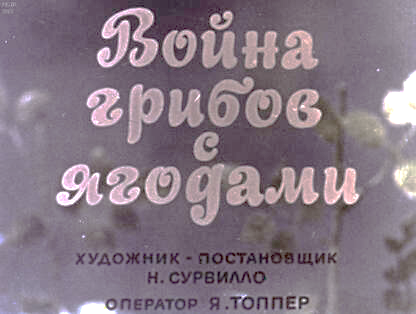 Война
грибов
с
ягодами
ХУДОЖНИК - ПОСТАНОВЩИК
Н. СУРВИЛЛО
ОПЕРАТОР Я. ТОППЕР